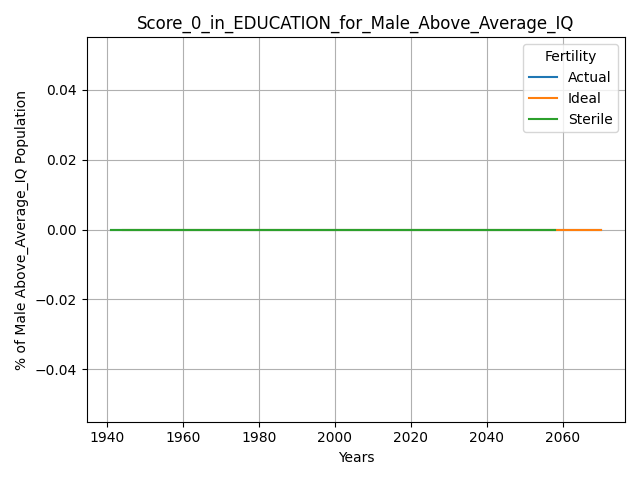 Score_0_in_EDUCATION_for_Male_Above_Average_IQ
Fertility
Actual
Ideal
Sterile
% of Male Above_Average_IQ Population
0.04
0.02
0.00
−0.02
−0.04
1940 1960 1980 2000 2020 2040 2060
Years